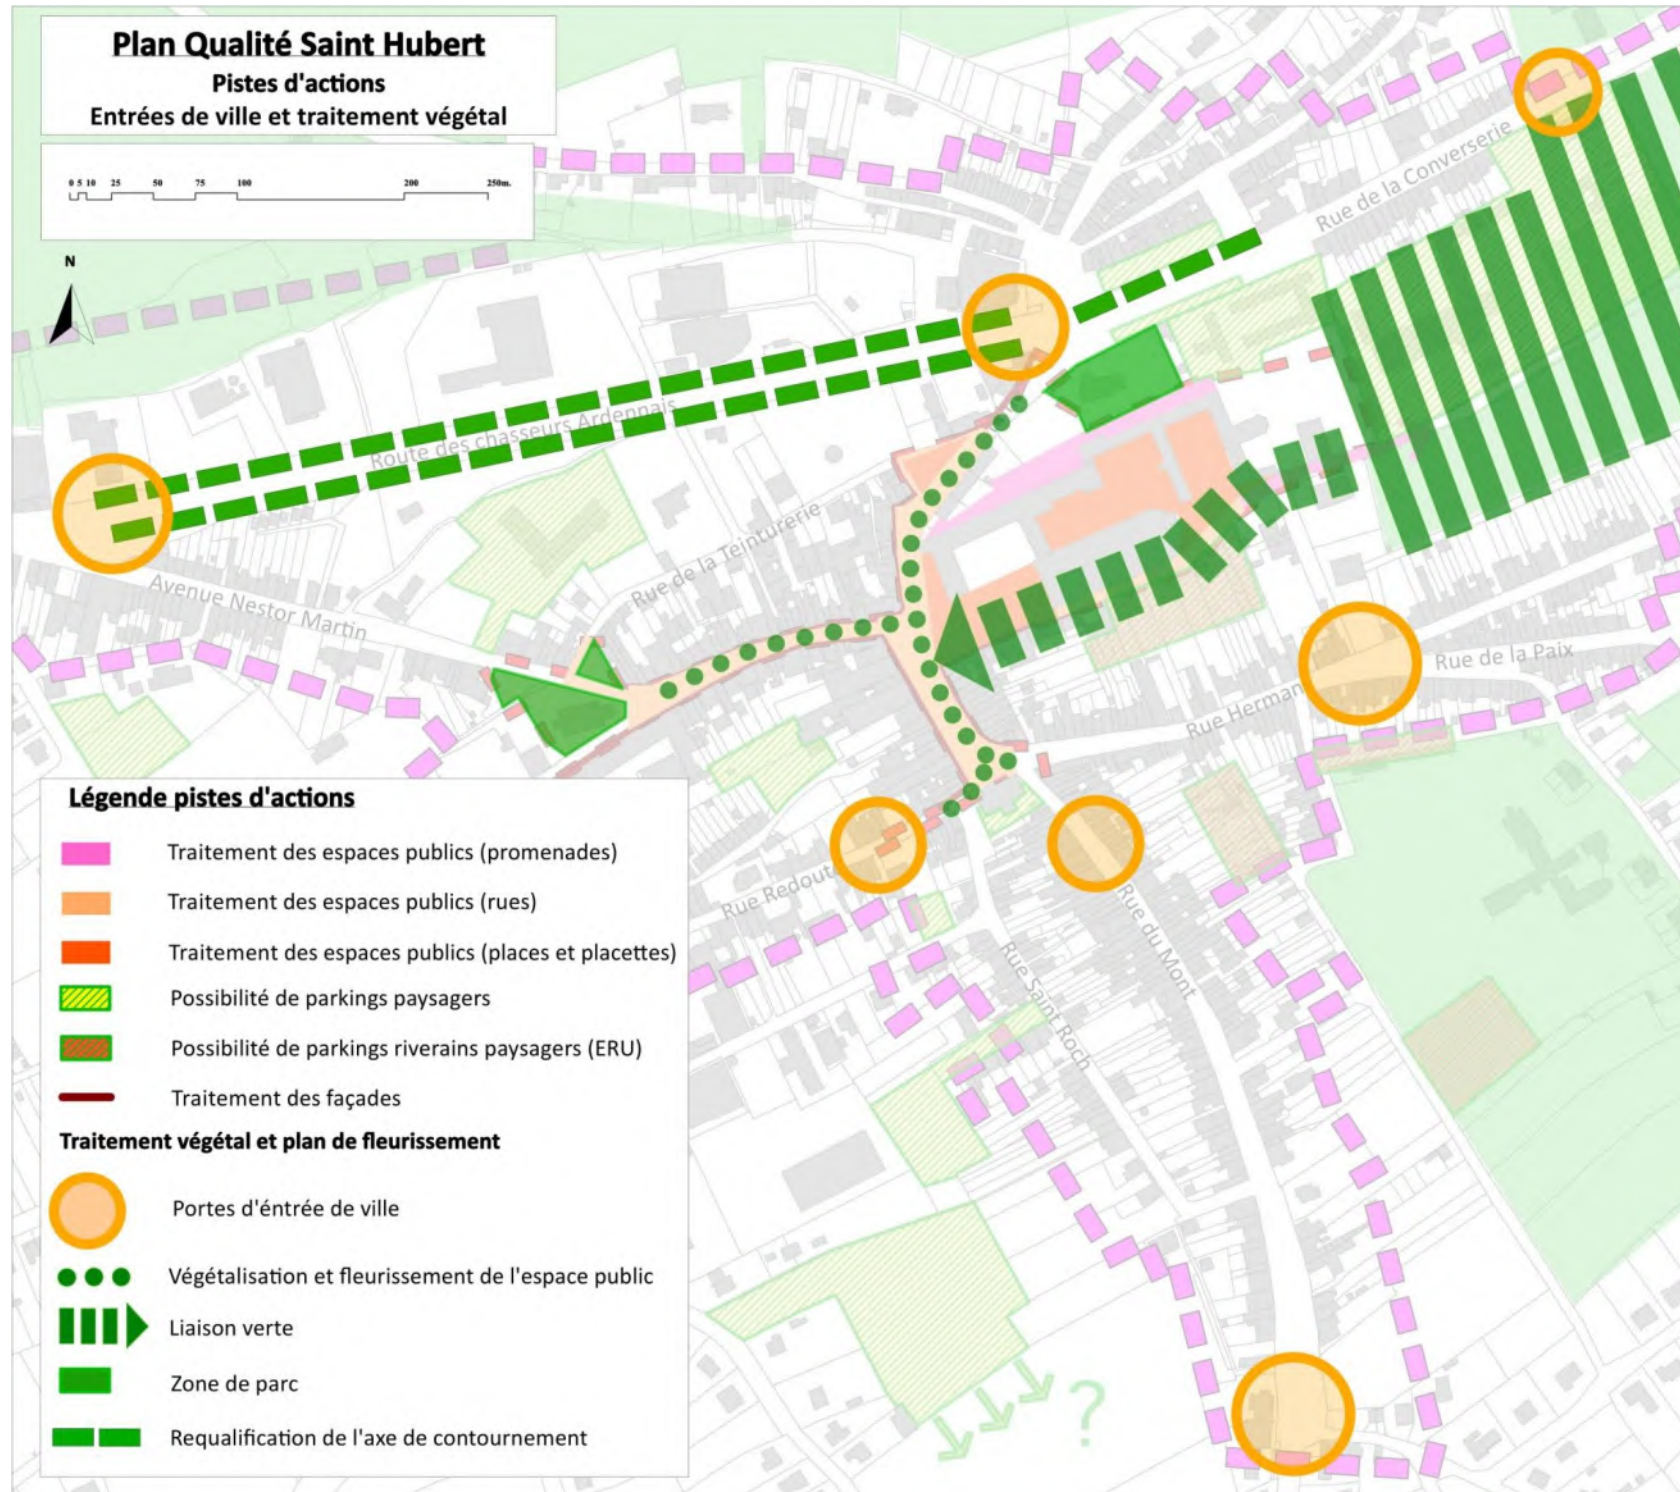 Plan Qualité Saint Hubert
Pistes d'actions
Entrées de ville et traitement végétal
0 5 10 25 50 75 100 200 250m.
N
Rue de la Converserie
Route des chasseurs Ardennais
Rue de la Teinturerie
Avenue Nestor Martin
Rue de la Paix
Rue Herman
Rue Redouté
Rue du Mont
Rue Saint Roch
?
Légende pistes d'actions
Traitement des espaces publics (promenades)
Traitement des espaces publics (rues)
Traitement des espaces publics (places et placettes)
Possibilité de parkings paysagers
Possibilité de parkings riverains paysagers (ERU)
Traitement des façades
Traitement végétal et plan de fleurissement
Portes d'éntrée de ville
Végétalisation et fleurissement de l'espace public
Liaison verte
Zone de parc
Requalification de l'axe de contournement